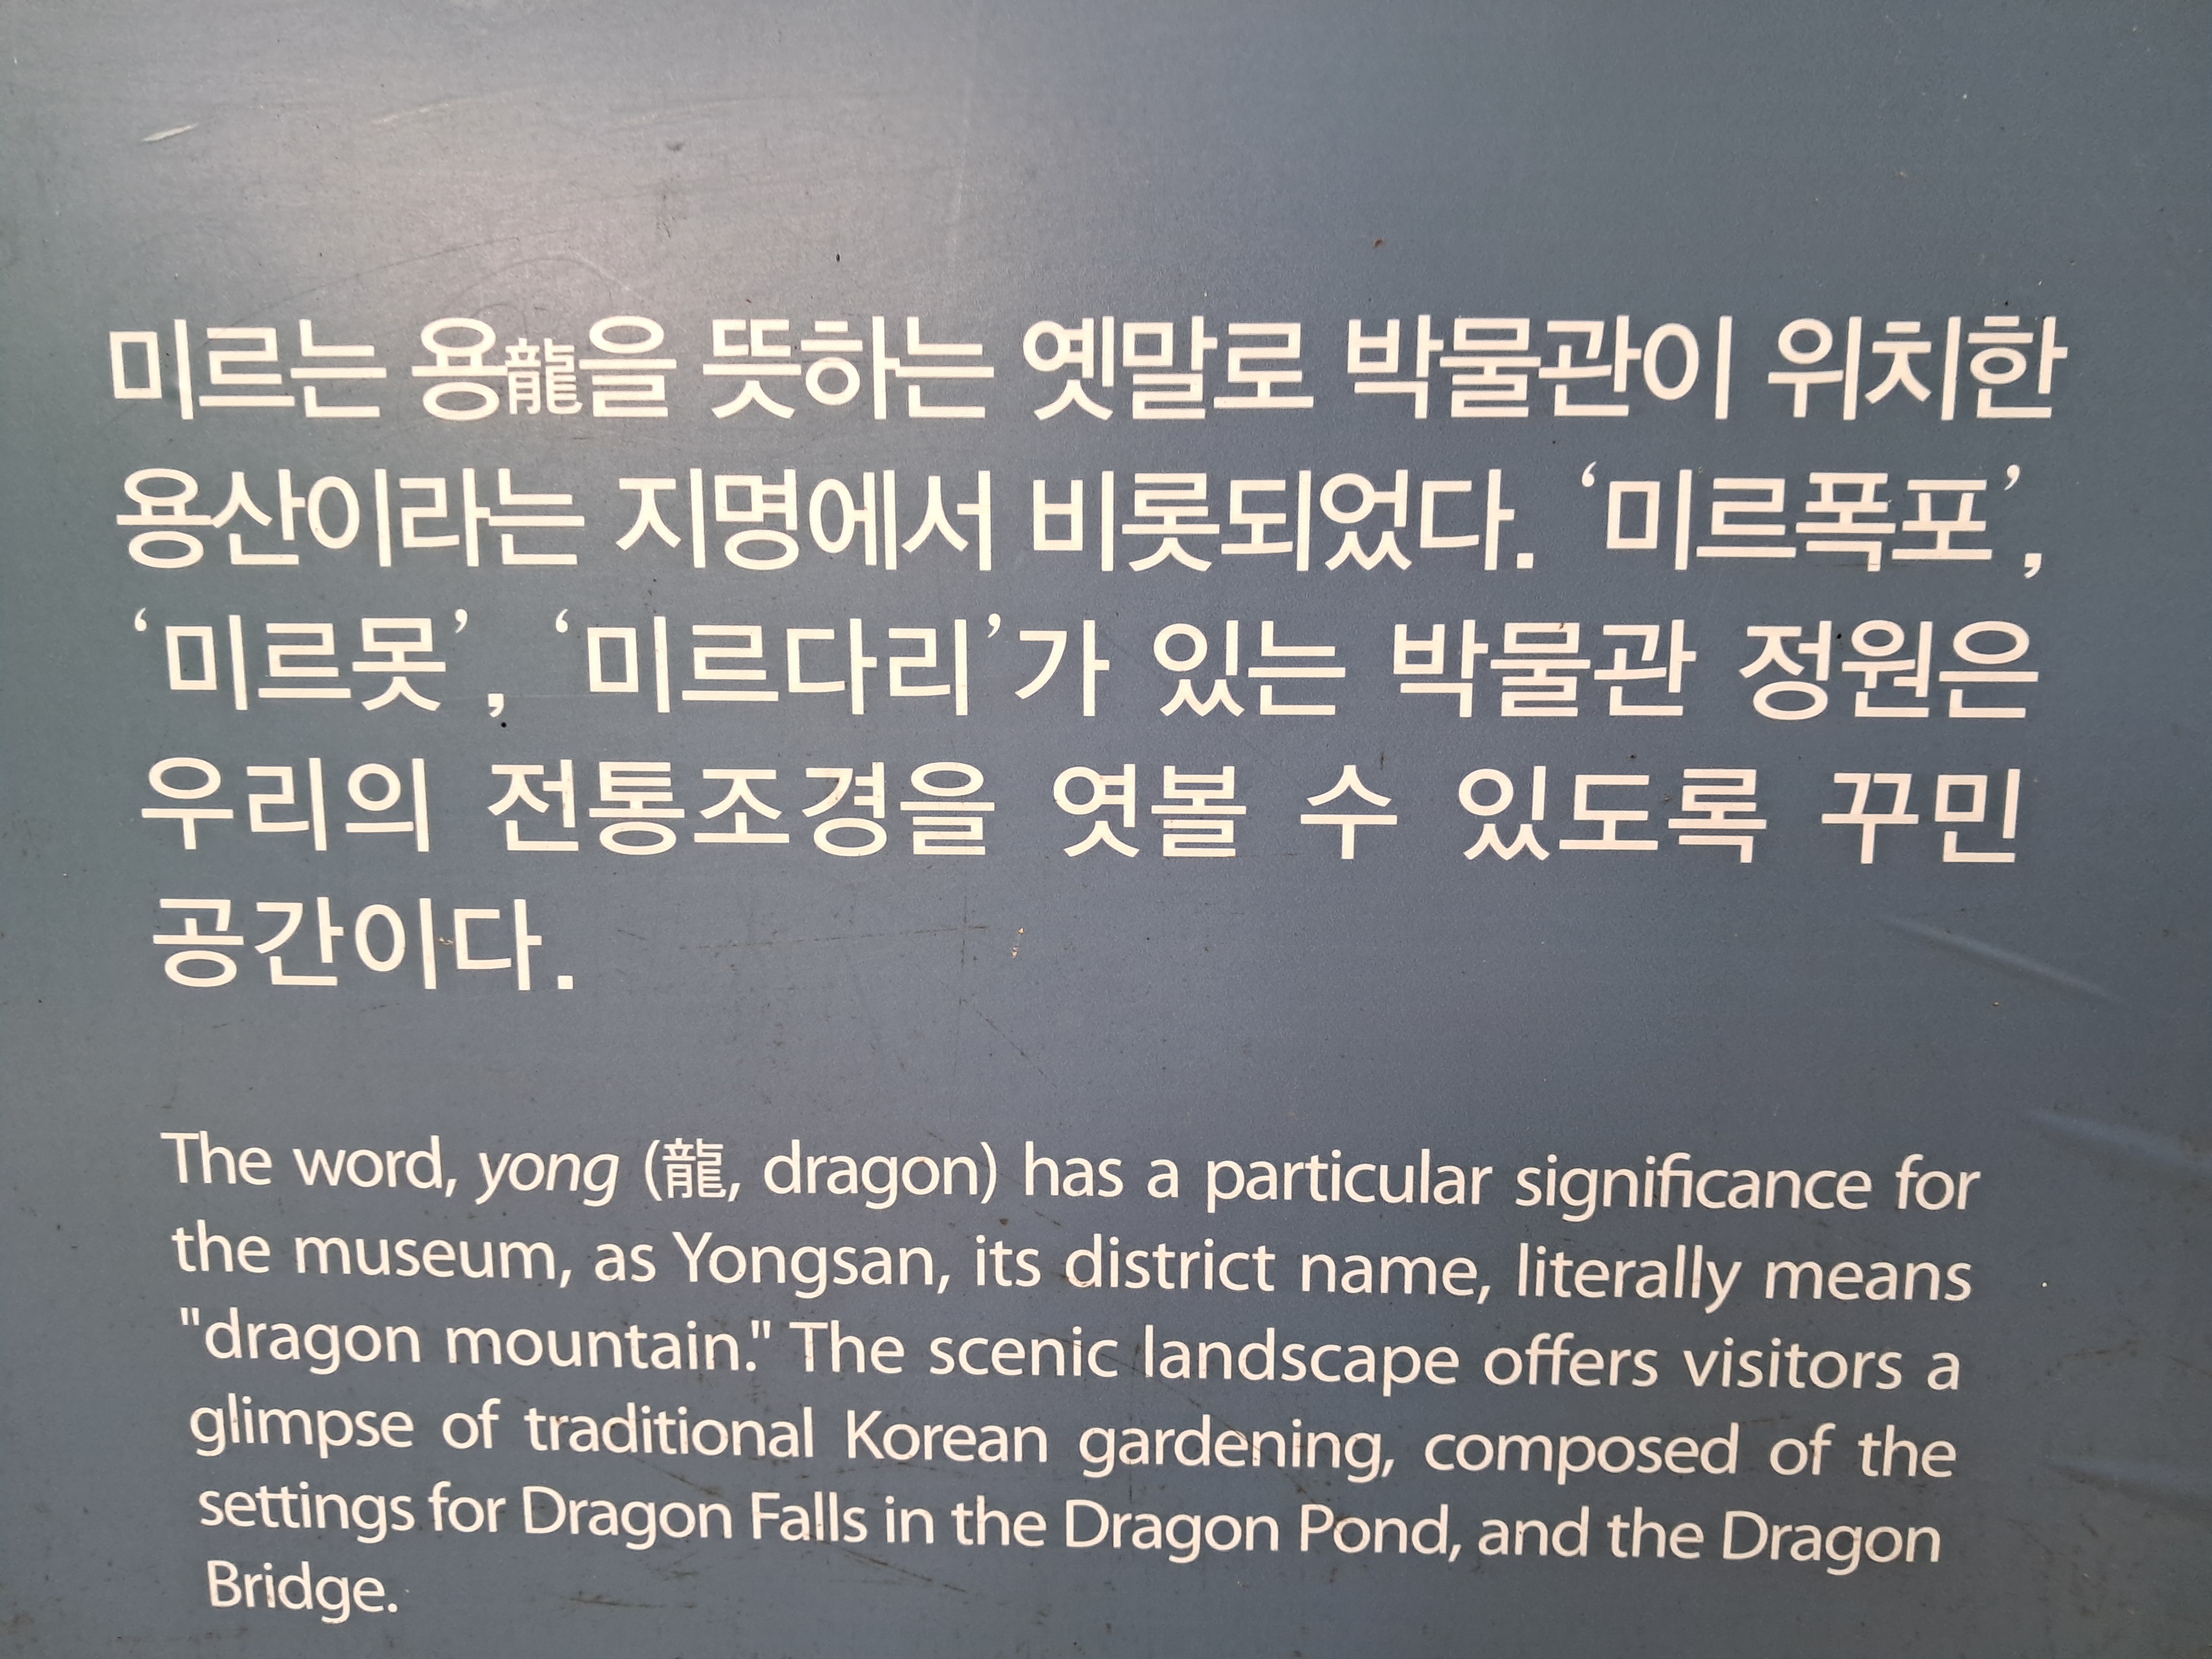 미르는 용龍을 뜻하는 옛말로 박물관이 위치한
용산이라는 지명에서 비롯되었다. ‘미르폭포’,
‘미르못’, ‘미르다리’가 있는 박물관 정원은
우리의 전통조경을 엿볼 수 있도록 꾸민
공간이다.
The word, yong (龍, dragon) has a particular significance for
the museum, as Yongsan, its district name, literally means
"dragon mountain." The scenic landscape offers visitors a
glimpse of traditional Korean gardening, composed of the
settings for Dragon Falls in the Dragon Pond, and the Dragon
Bridge.